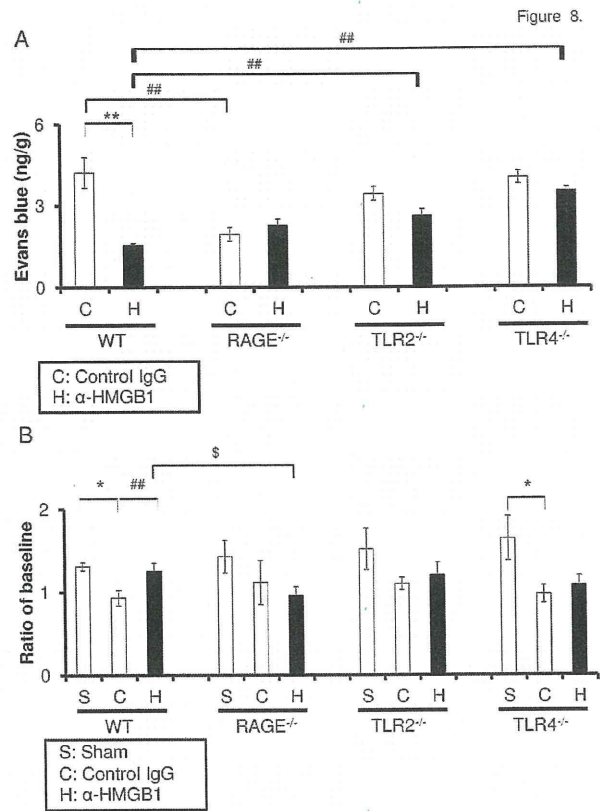 Figure 8.
A
##
##
##
**
Evans blue (ng/g)
6
3
0
C H C H C H C H
WT RAGE-/- TLR2-/- TLR4-/-
C: Control IgG
H: α-HMGB1
B
$
* ##
*
Ratio of baseline
2
1
0
S C H S C H S C H S C H
WT RAGE-/- TLR2-/- TLR4-/-
S: Sham
C: Control IgG
H: α-HMGB1